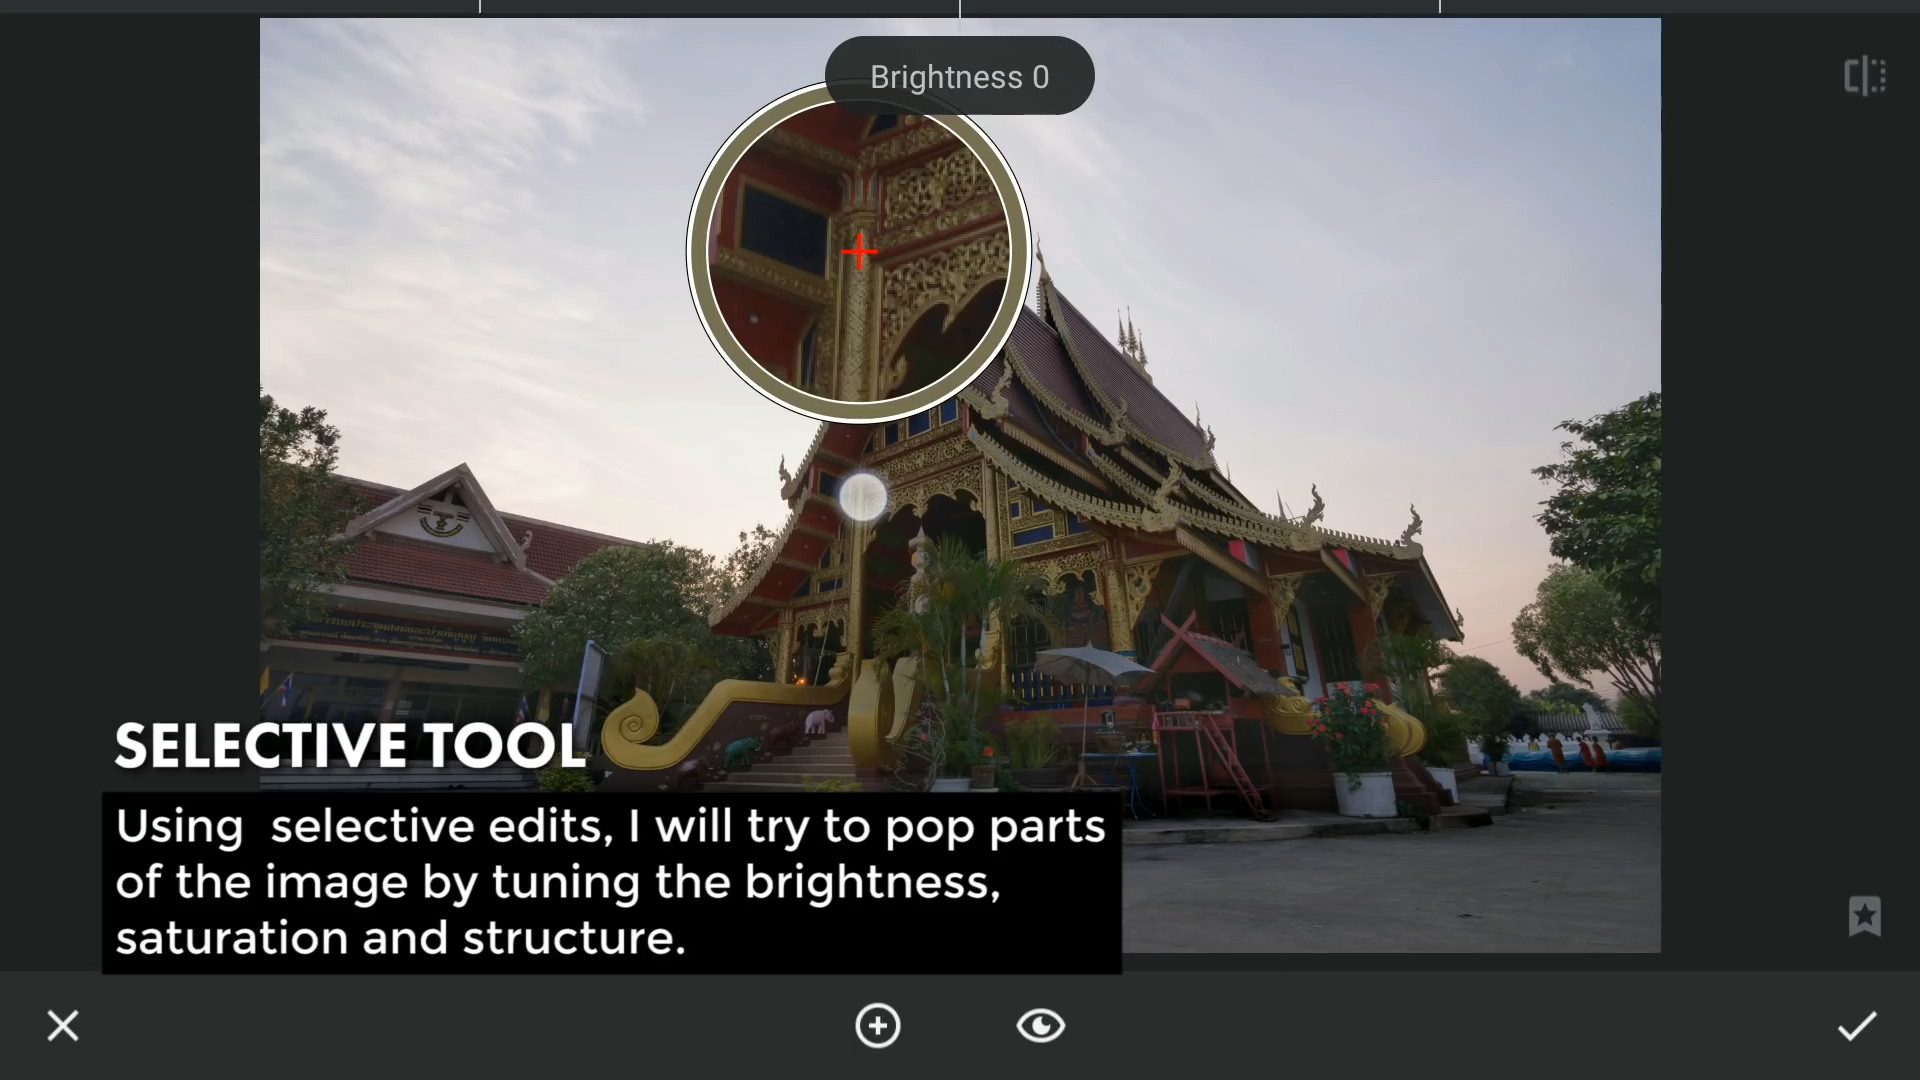 Brightness 0
SELECTIVE TOOL
Using  selective edits, I will try to pop parts
of the image by tuning the brightness,
saturation and structure.